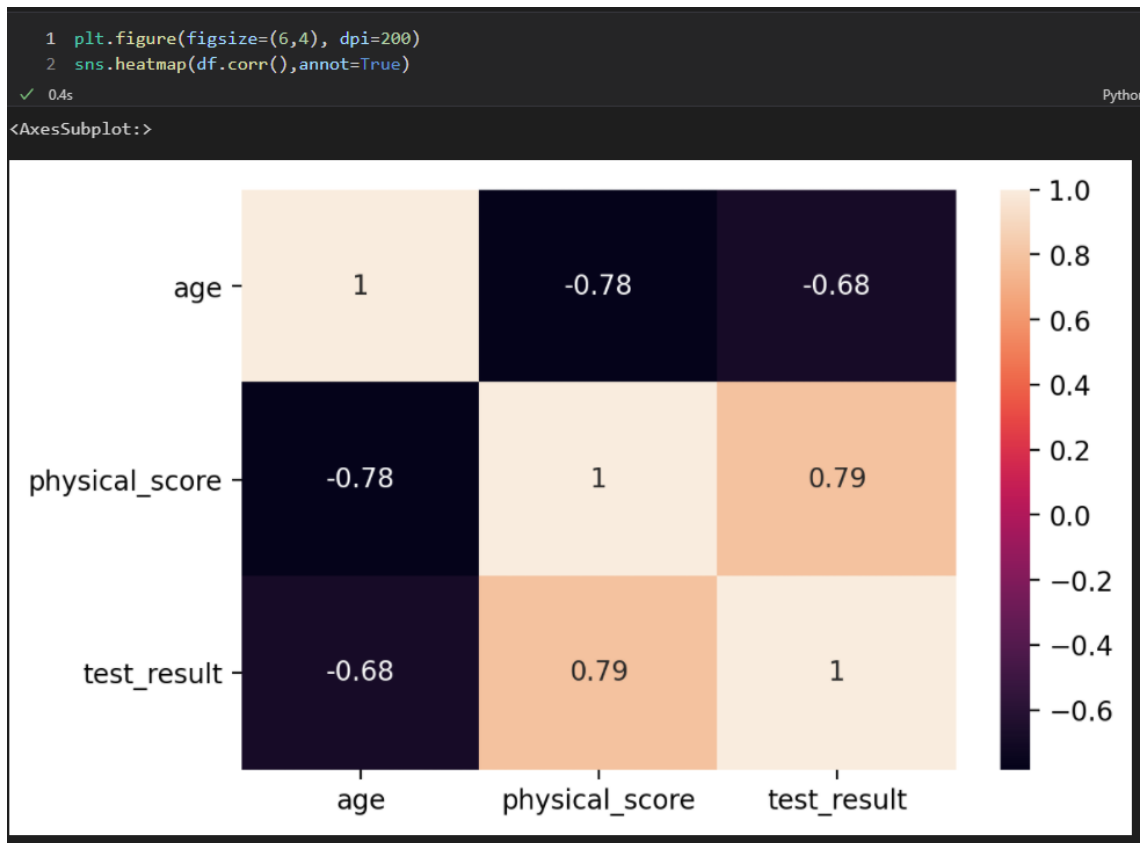 1 plt.figure(figsize=(6,4), dpi=200)
2 sns.heatmap(df.corr(),annot=True)
✓ 0.4s
Python
<AxesSubplot:>
1.0
age 1 -0.78 -0.68
0.8
0.6
0.4
physical_score -0.78 1 0.79
0.2
0.0
−0.2
test_result -0.68 0.79 1
−0.4
−0.6
age physical_score test_result